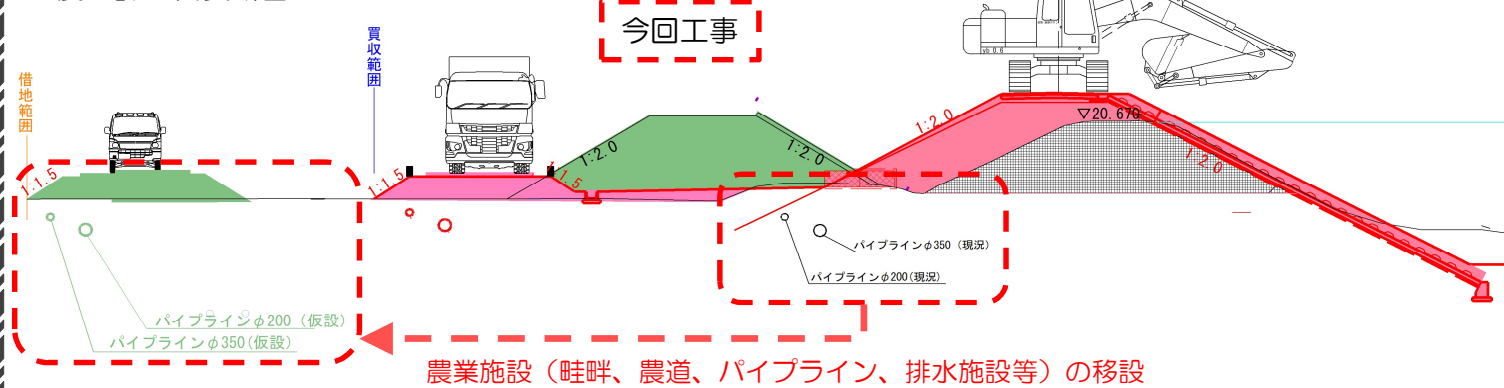 今回工事
買収範囲
借地範囲
yb 0.6
▽20.670
1:2.0
1:2.0
1:2.0
1:2.0
1:1.5
1:1.5
1:1.5
パイプラインφ350(現況)
パイプラインφ200(現況)
パイプラインφ200(仮設)
パイプラインφ350(仮設)
農業施設(畦畔、農道、パイプライン、排水施設等)の移設